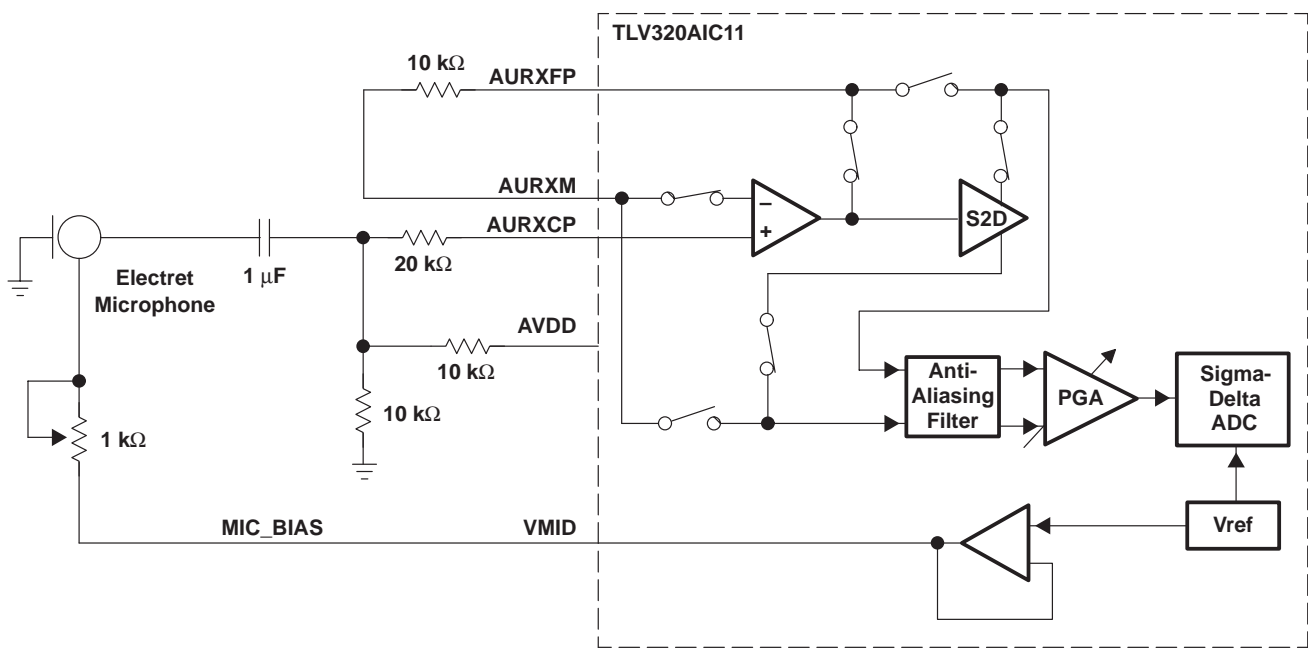 TLV320AIC11
10 kΩ
AURXFP
AURXM
AURXCP
−
+
S2D
20 kΩ
1 μF
Electret
Microphone
AVDD
10 kΩ
10 kΩ
1 kΩ
Anti-
Aliasing
Filter
PGA
Sigma-
Delta
ADC
MIC_BIAS
VMID
Vref